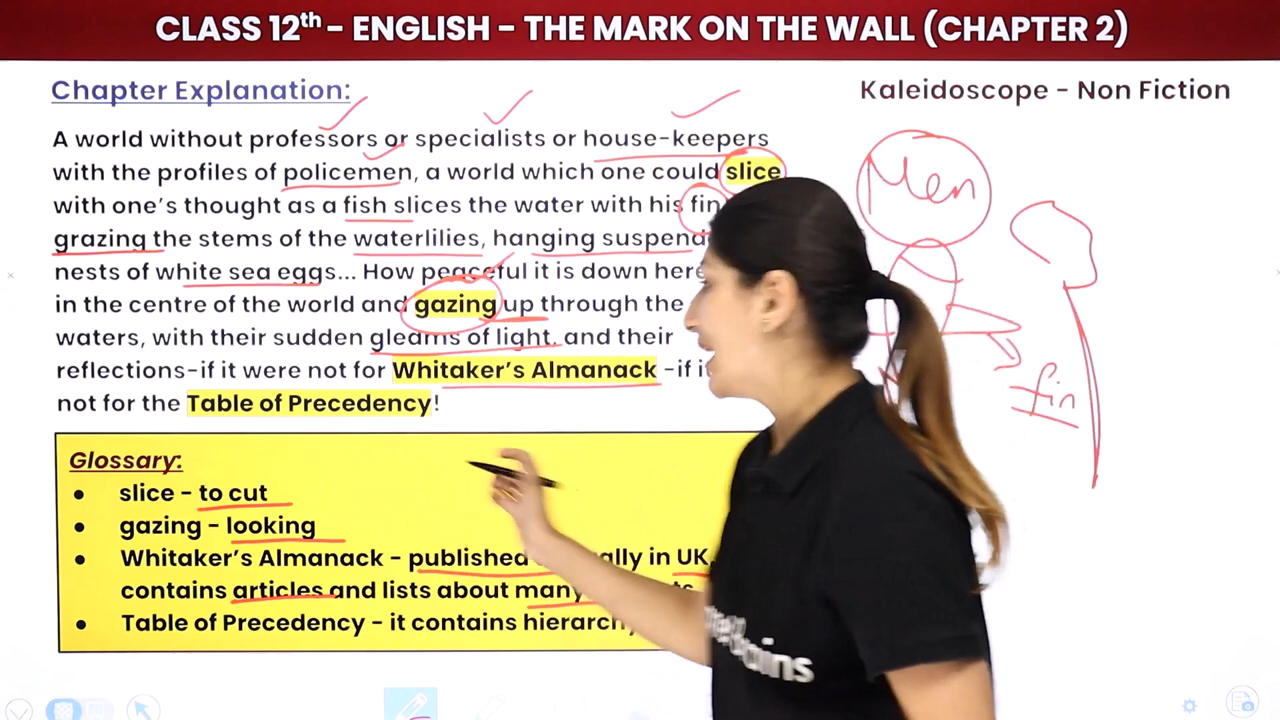 CLASS 12th – ENGLISH – THE MARK ON THE WALL (CHAPTER 2)
Chapter Explanation:
Kaleidoscope - Non Fiction
A world without professors or specialists or house-keepers
with the profiles of policemen, a world which one could slice
with one's thought as a fish slices the water with his fin
grazing the stems of the waterlilies, hanging suspend
nests of white sea eggs... How peaceful it is down here
in the centre of the world and gazing up through the
waters, with their sudden gleams of light, and their
reflections–if it were not for Whitaker's Almanack -if i
not for the Table of Precedency!
Men
fin
Glossary:
● slice - to cut
● gazing - looking
● Whitaker's Almanack - published ally in UK,
contains articles and lists about many
● Table of Precedency - it contains hierarch